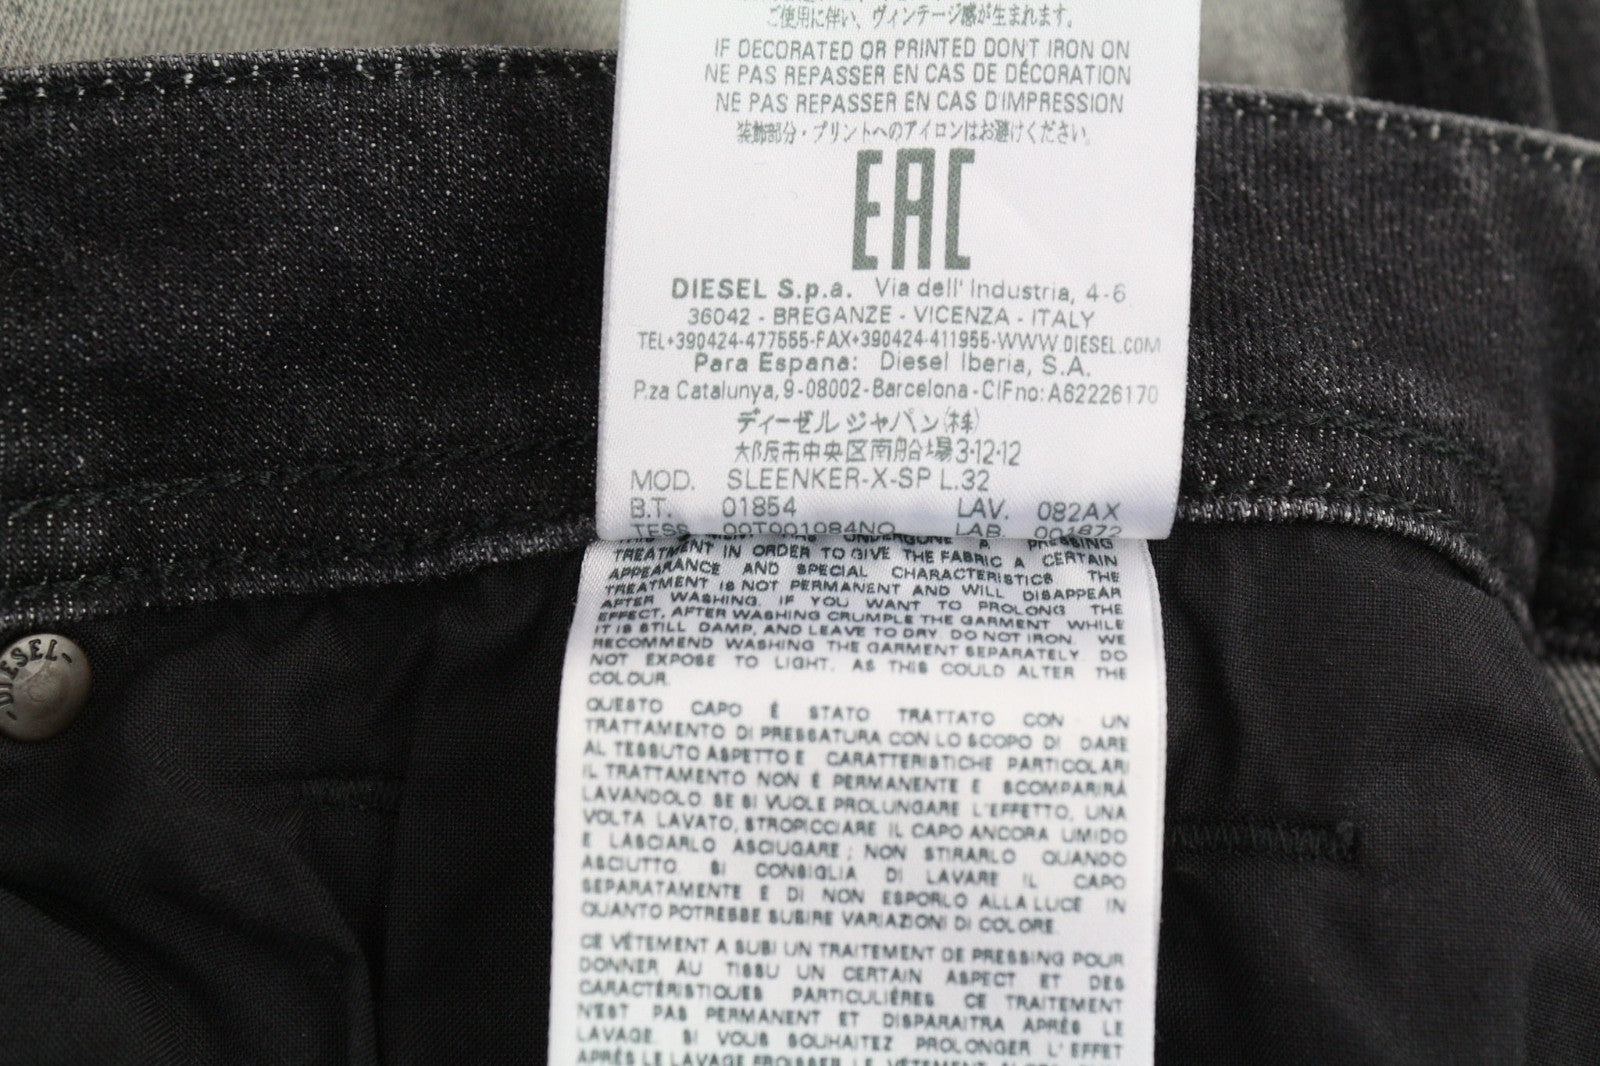 ご使用に伴い、ヴィンテージ感が生まれます。
IF DECORATED OR PRINTED DON'T IRON ON
NE PAS REPASSER EN CAS DE DÉCORATION
NE PAS REPASSER EN CAS D'IMPRESSION
装飾部分・プリントへのアイロンはお避けください。
EAC
DIESEL S.p.a. Via dell' Industria, 4-6
36042 - BREGANZE - VICENZA - ITALY
TEL+390424-477555-FAX+390424-411955-WWW.DIESEL.COM
Para Espana: Diesel Iberia, S.A.
P.za Catalunya, 9-08002-Barcelona-CIFno:A62226170
ディーゼル ジャパン(株)
大阪市中央区南船場3-12-12
MOD. SLEENKER-X-SP L.32
B.T. 01854 LAV. 082AX
TESS. 00T001984NO LAB. 001672
TREATMENT IN ORDER TO GIVE THE FABRIC A CERTAIN
APPEARANCE AND SPECIAL CHARACTERISTICS THE
TREATMENT IS NOT PERMANENT AND WILL DISAPPEAR
AFTER WASHING. IF YOU WANT TO PROLONG THE
EFFECT, AFTER WASHING CRUMPLE THE GARMENT WHILE
IT IS STILL DAMP, AND LEAVE TO DRY. DO NOT IRON. WE
RECOMMEND WASHING THE GARMENT SEPARATELY. DO
NOT EXPOSE TO LIGHT, AS THIS COULD ALTER THE
COLOUR.
QUESTO CAPO È STATO TRATTATO CON UN
TRATTAMENTO DI PRESSATURA CON LO SCOPO DI DARE
AL TESSUTO ASPETTO E CARATTERISTICHE PARTICOLARI
IL TRATTAMENTO NON È PERMANENTE E SCOMPARIRÀ
LAVANDOLO. SE SI VUOLE PROLUNGARE L'EFFETTO, UNA
VOLTA LAVATO, STROPICCIARE IL CAPO ANCORA UMIDO
E LASCIARLO ASCIUGARE; NON STIRARLO QUANDO
ASCIUTTO. SI CONSIGLIA DI LAVARE IL CAPO
SEPARATAMENTE E DI NON ESPORLO ALLA LUCE IN
QUANTO POTREBBE SUBIRE VARIAZIONI DI COLORE.
CE VÊTEMENT A SUBI UN TRAITEMENT DE PRESSING POUR
DONNER AU TISSU UN CERTAIN ASPECT ET DES
CARACTÉRISTIQUES PARTICULIÈRES. CE TRAITEMENT
N'EST PAS PERMANENT ET DISPARAITRA APRÈS LE
LAVAGE. SI VOUS SOUHAITEZ PROLONGER L'EFFET
APRÈS LE LAVAGE FROISSER LE VÊTEMENT
-DIESEL-